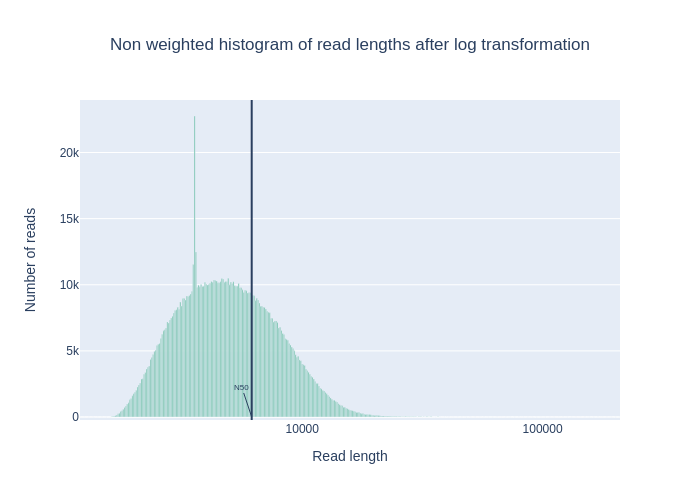 Non weighted histogram of read lengths after log transformation
20k
15k
10k
5k
0
Number of reads
N50
10000
100000
Read length